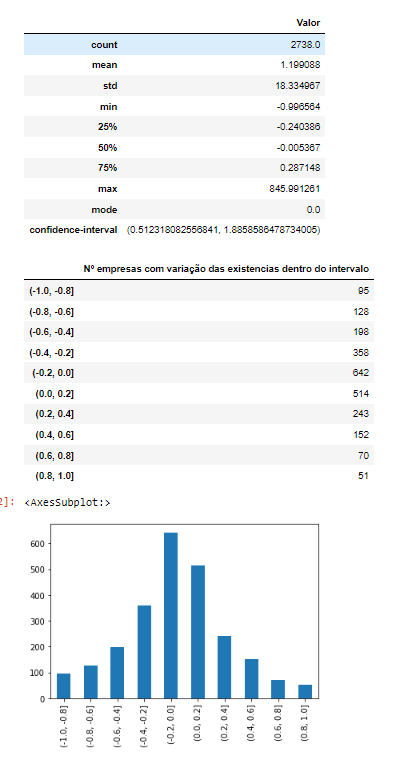 Valor
count 2738.0
mean 1.199088
std 18.334967
min -0.996564
25% -0.240386
50% -0.005367
75% 0.287148
max 845.991261
mode 0.0
confidence-interval (0.512318082556841, 1.8858586478734005)
Nº empresas com variação das existencias dentro do intervalo
(-1.0, -0.8] 95
(-0.8, -0.6] 128
(-0.6, -0.4] 198
(-0.4, -0.2] 358
(-0.2, 0.0] 642
(0.0, 0.2] 514
(0.2, 0.4] 243
(0.4, 0.6] 152
(0.6, 0.8] 70
(0.8, 1.0] 51
2]: <AxesSubplot:>
600
500
400
300
200
100
0
(-1.0, -0.8]
(-0.8, -0.6]
(-0.6, -0.4]
(-0.4, -0.2]
(-0.2, 0.0]
(0.0, 0.2]
(0.2, 0.4]
(0.4, 0.6]
(0.6, 0.8]
(0.8, 1.0]